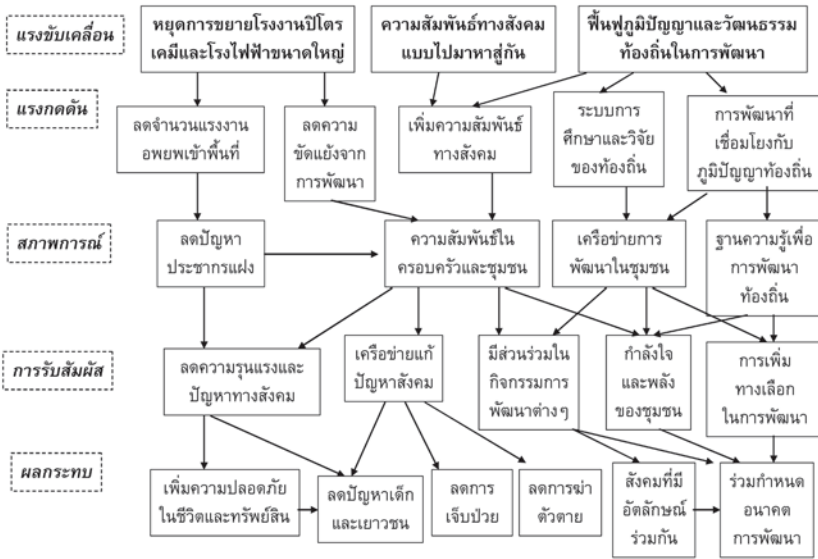 แรงขับเคลื่อน
หยุดการขยายโรงงานปิโตร
เคมีและโรงไฟฟ้าขนาดใหญ่
ความสัมพันธ์ทางสังคม
แบบไปมาหาสู่กัน
ฟื้นฟูภูมิปัญญาและวัฒนธรรม
ท้องถิ่นในการพัฒนา
แรงกดดัน
ลดจำนวนแรงงาน
อพยพเข้าพื้นที่
ลดความ
ขัดแย้งจาก
การพัฒนา
เพิ่มความสัมพันธ์
ทางสังคม
ระบบการ
ศึกษาและวิจัย
ของท้องถิ่น
การพัฒนาที่
เชื่อมโยงกับ
ภูมิปัญญาท้องถิ่น
สภาพการณ์
ลดปัญหา
ประชากรแฝง
ความสัมพันธ์ใน
ครอบครัวและชุมชน
เครือข่ายการ
พัฒนาในชุมชน
ฐานความรู้เพื่อ
การพัฒนา
ท้องถิ่น
การรับสัมผัส
ลดความรุนแรงและ
ปัญหาทางสังคม
เครือข่ายแก้
ปัญหาสังคม
มีส่วนร่วมใน
กิจกรรมการ
พัฒนาต่างๆ
กำลังใจ
และพลัง
ของชุมชน
การเพิ่ม
ทางเลือก
ในการพัฒนา
ผลกระทบ
เพิ่มความปลอดภัย
ในชีวิตและทรัพย์สิน
ลดปัญหาเด็ก
และเยาวชน
ลดการ
เจ็บป่วย
ลดการฆ่า
ตัวตาย
สังคมที่มี
อัตลักษณ์
ร่วมกัน
ร่วมกำหนด
อนาคต
การพัฒนา